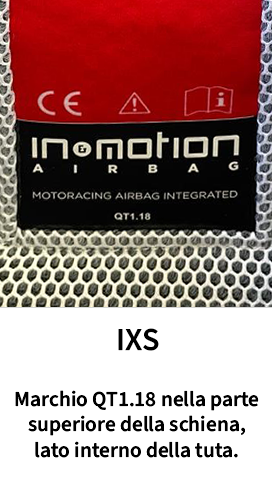 CE
i
in&motion
AIRBAG
MOTORACING AIRBAG INTEGRATED
QT1.18
IXS
Marchio QT1.18 nella parte
superiore della schiena,
lato interno della tuta.